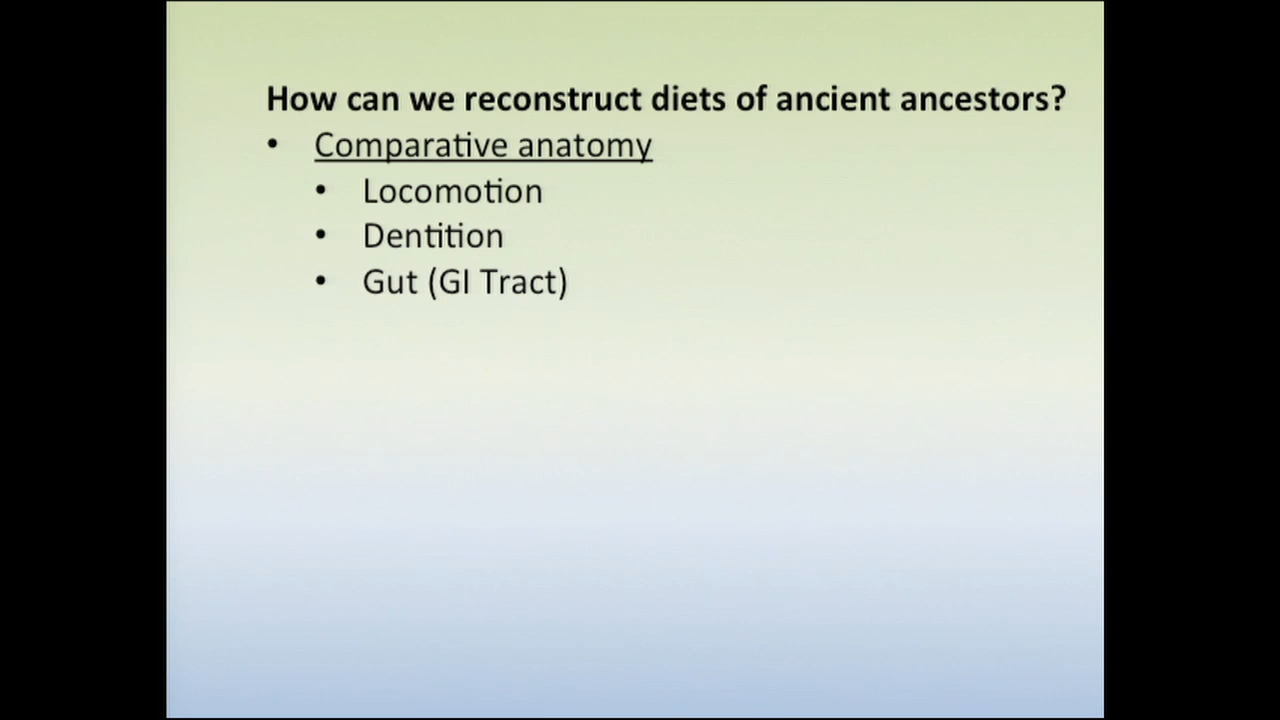 How can we reconstruct diets of ancient ancestors?
• Comparative anatomy
• Locomotion
• Dentition
• Gut (GI Tract)